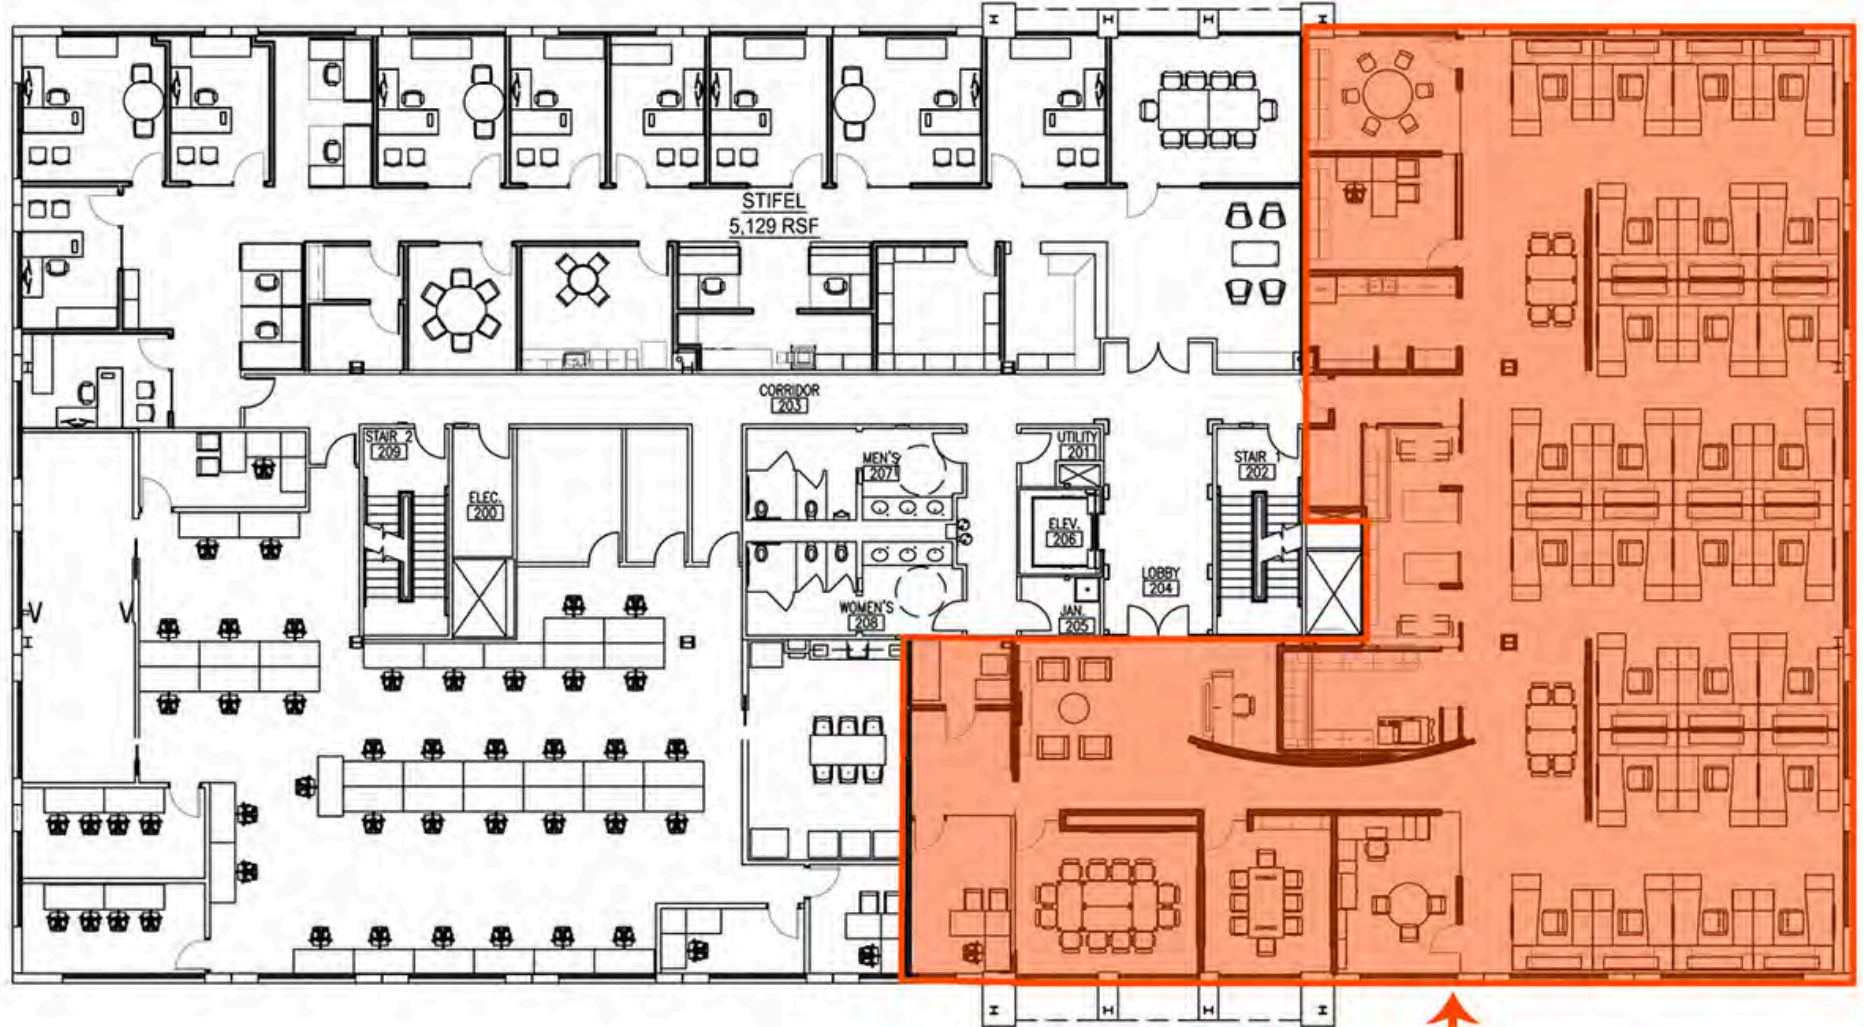 STIFEL
5,129 RSF
CORRIDOR
203
STAIR 2
209
ELEC.
200
MEN'S
207
WOMEN'S
208
UTILITY
201
ELEV.
206
JAN.
205
LOBBY
204
STAIR 1
202